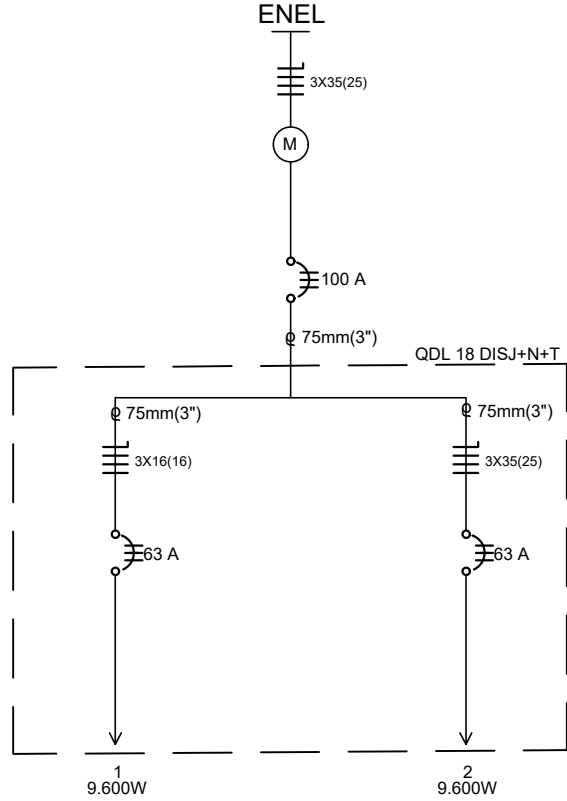 ENEL
3X35(25)
M
100 A
75mm(3")
QDL 18 DISJ+N+T
75mm(3")
75mm(3")
3X16(16)
3X35(25)
63 A
63 A
1
9.600W
2
9.600W